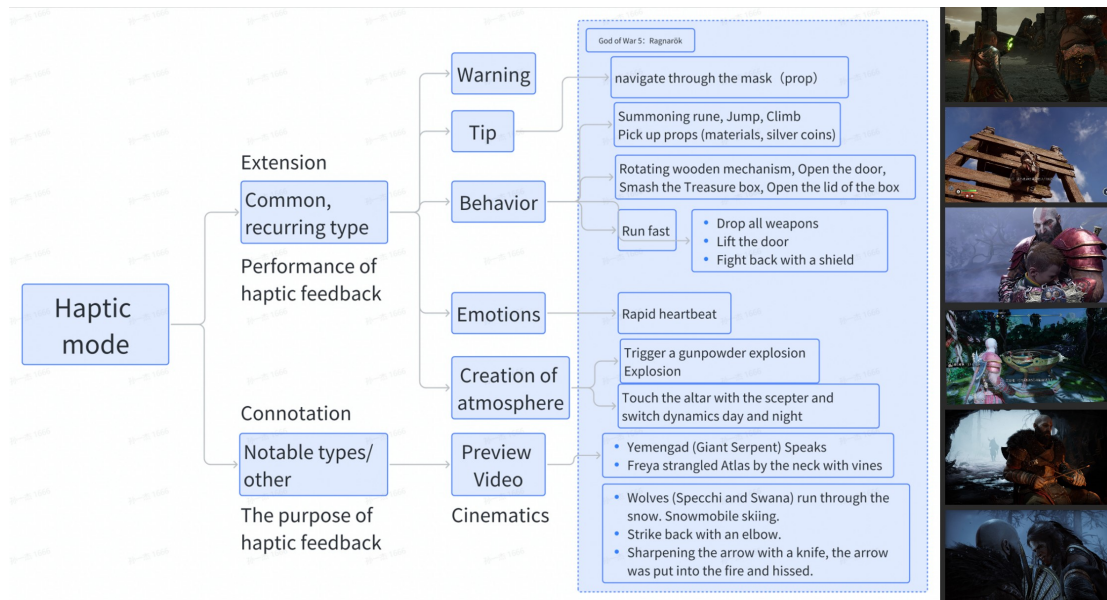 God of War 5: Ragnarök
Warning
navigate through the mask（prop）
Tip
Summoning rune, Jump, Climb
Pick up props (materials, silver coins)
Extension
Common,
recurring type
Performance of
haptic feedback
Behavior
Rotating wooden mechanism, Open the door,
Smash the Treasure box, Open the lid of the box
Run fast
• Drop all weapons
• Lift the door
• Fight back with a shield
Haptic
mode
Emotions
Rapid heartbeat
Creation of
atmosphere
Trigger a gunpowder explosion
Explosion
Touch the altar with the scepter and
switch dynamics day and night
Connotation
Notable types/
other
The purpose of
haptic feedback
Preview
Video
Cinematics
• Yemengad (Giant Serpent) Speaks
• Freya strangled Atlas by the neck with vines
• Wolves (Specchi and Swana) run through the
snow. Snowmobile skiing.
• Strike back with an elbow.
• Sharpening the arrow with a knife, the arrow
was put into the fire and hissed.